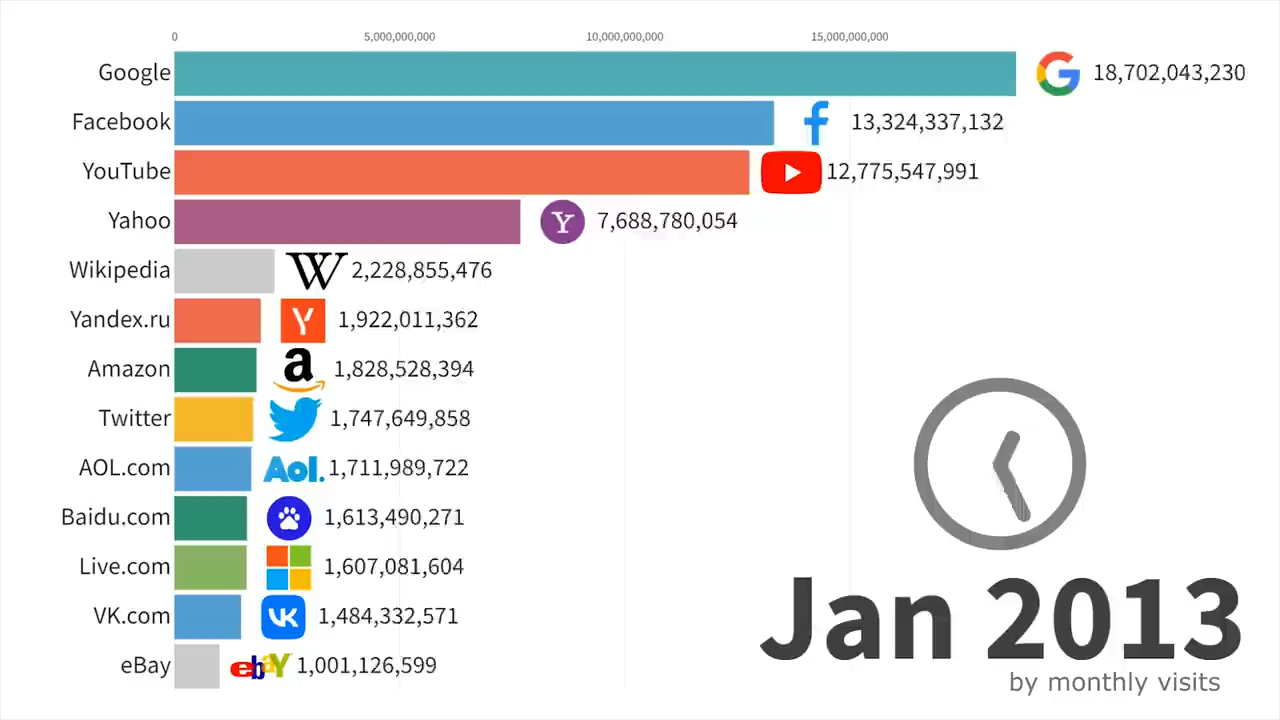 0 5,000,000,000 10,000,000,000 15,000,000,000
Google G 18,702,043,230
Facebook f 13,324,337,132
YouTube 12,775,547,991
Yahoo Y 7,688,780,054
Wikipedia W 2,228,855,476
Yandex.ru Y 1,922,011,362
Amazon a 1,828,528,394
Twitter 1,747,649,858
AOL.com Aol. 1,711,989,722
Baidu.com 1,613,490,271
Live.com 1,607,081,604
VK.com VK 1,484,332,571
eBay ebaY 1,001,126,599
Jan 2013
by monthly visits